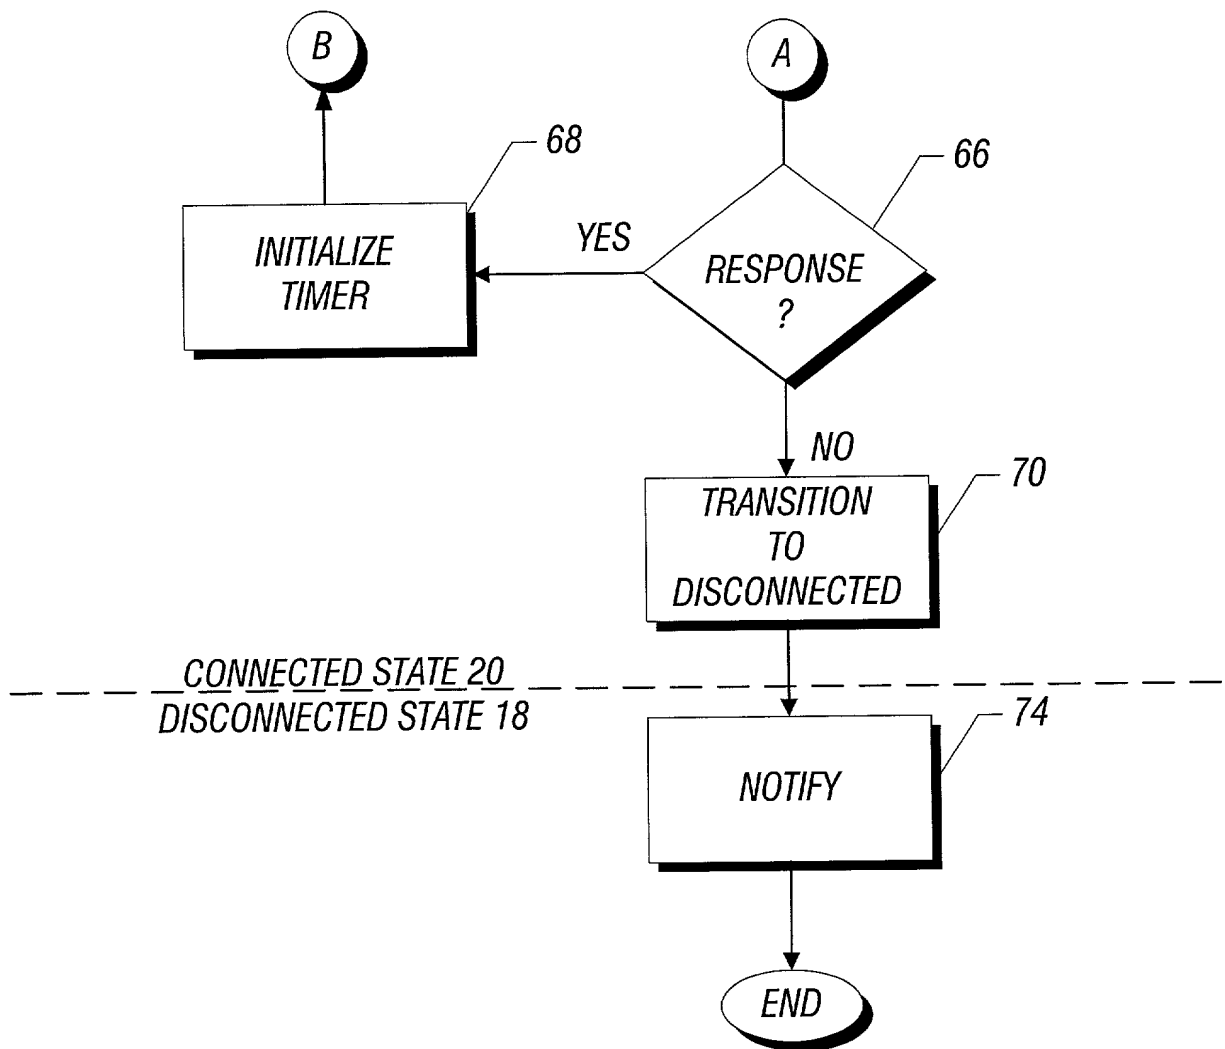 B
A
68
66
INITIALIZE
TIMER
YES
RESPONSE
?
NO
70
TRANSITION
TO
DISCONNECTED
CONNECTED STATE 20
DISCONNECTED STATE 18
74
NOTIFY
END